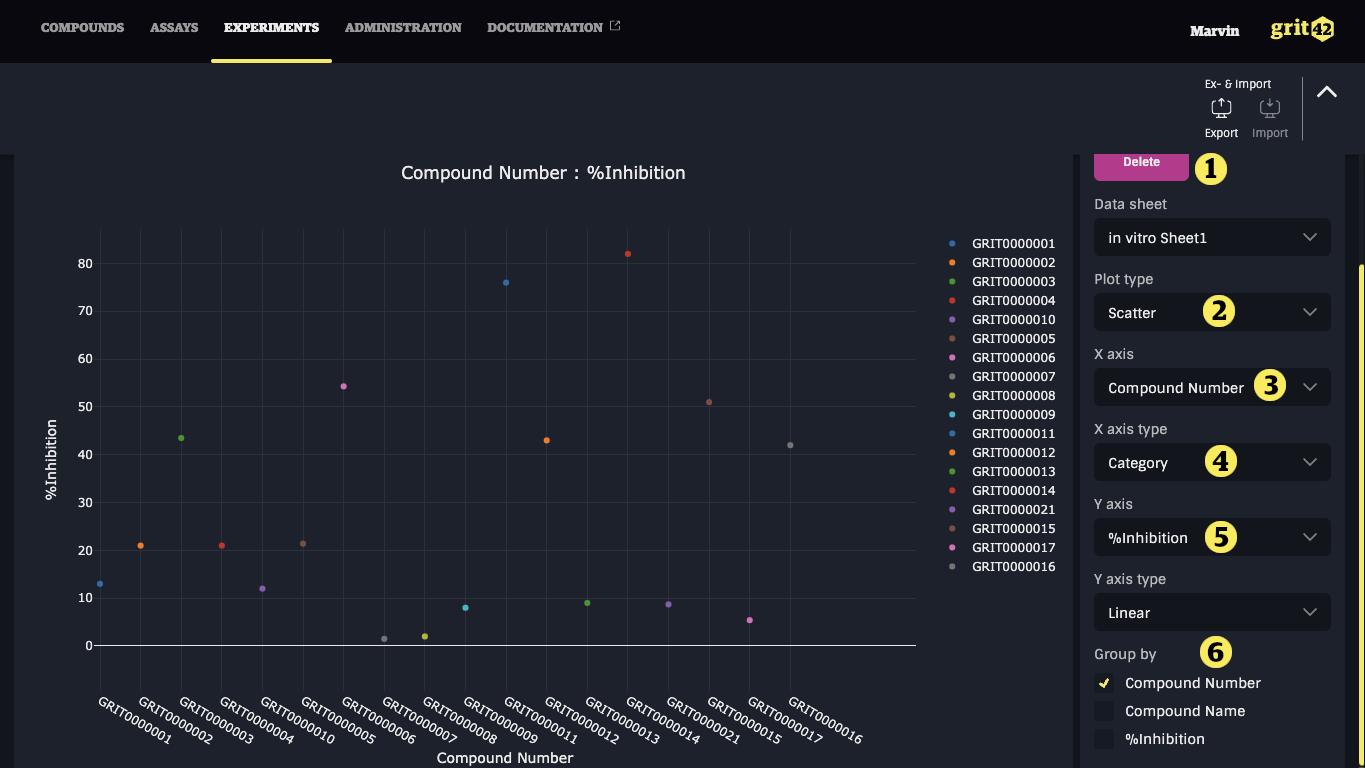 COMPOUNDS ASSAYS EXPERIMENTS ADMINISTRATION DOCUMENTATION
Marvin
grit42
Ex- & Import
Export Import
Compound Number : %Inhibition
80
70
60
50
40
30
20
10
0
%Inhibition
GRIT0000001
GRIT0000002
GRIT0000003
GRIT0000004
GRIT0000010
GRIT0000005
GRIT0000006
GRIT0000007
GRIT0000008
GRIT0000009
GRIT0000011
GRIT0000012
GRIT0000013
GRIT0000014
GRIT0000021
GRIT0000015
GRIT0000017
GRIT0000016
Compound Number
GRIT0000001
GRIT0000002
GRIT0000003
GRIT0000004
GRIT0000010
GRIT0000005
GRIT0000006
GRIT0000007
GRIT0000008
GRIT0000009
GRIT0000011
GRIT0000012
GRIT0000013
GRIT0000014
GRIT0000021
GRIT0000015
GRIT0000017
GRIT0000016
Delete 1
Data sheet
in vitro Sheet1
Plot type
Scatter 2
X axis
Compound Number 3
X axis type
Category 4
Y axis
%Inhibition 5
Y axis type
Linear
Group by 6
Compound Number
Compound Name
%Inhibition